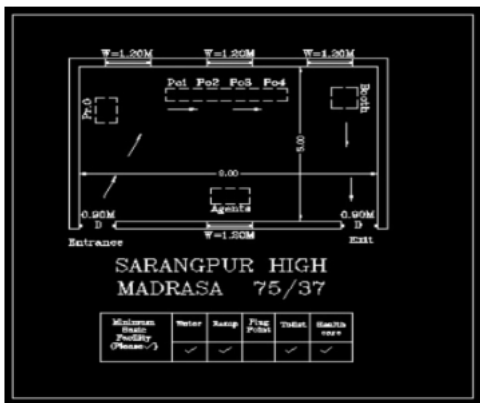 W=1.20M W=1.20M W=1.20M
Po1 Po2 Po3 Po4
Pr.O
Booth
5.00
9.00
Agents
0.90M
D
W=1.20M
0.90M
D
Entrance
Exit
SARANGPUR HIGH
MADRASA 75/37
Minimum Basic Facility (Please✓) Water Ramp Plug Point Toilet Health care
✓ ✓ ✓ ✓